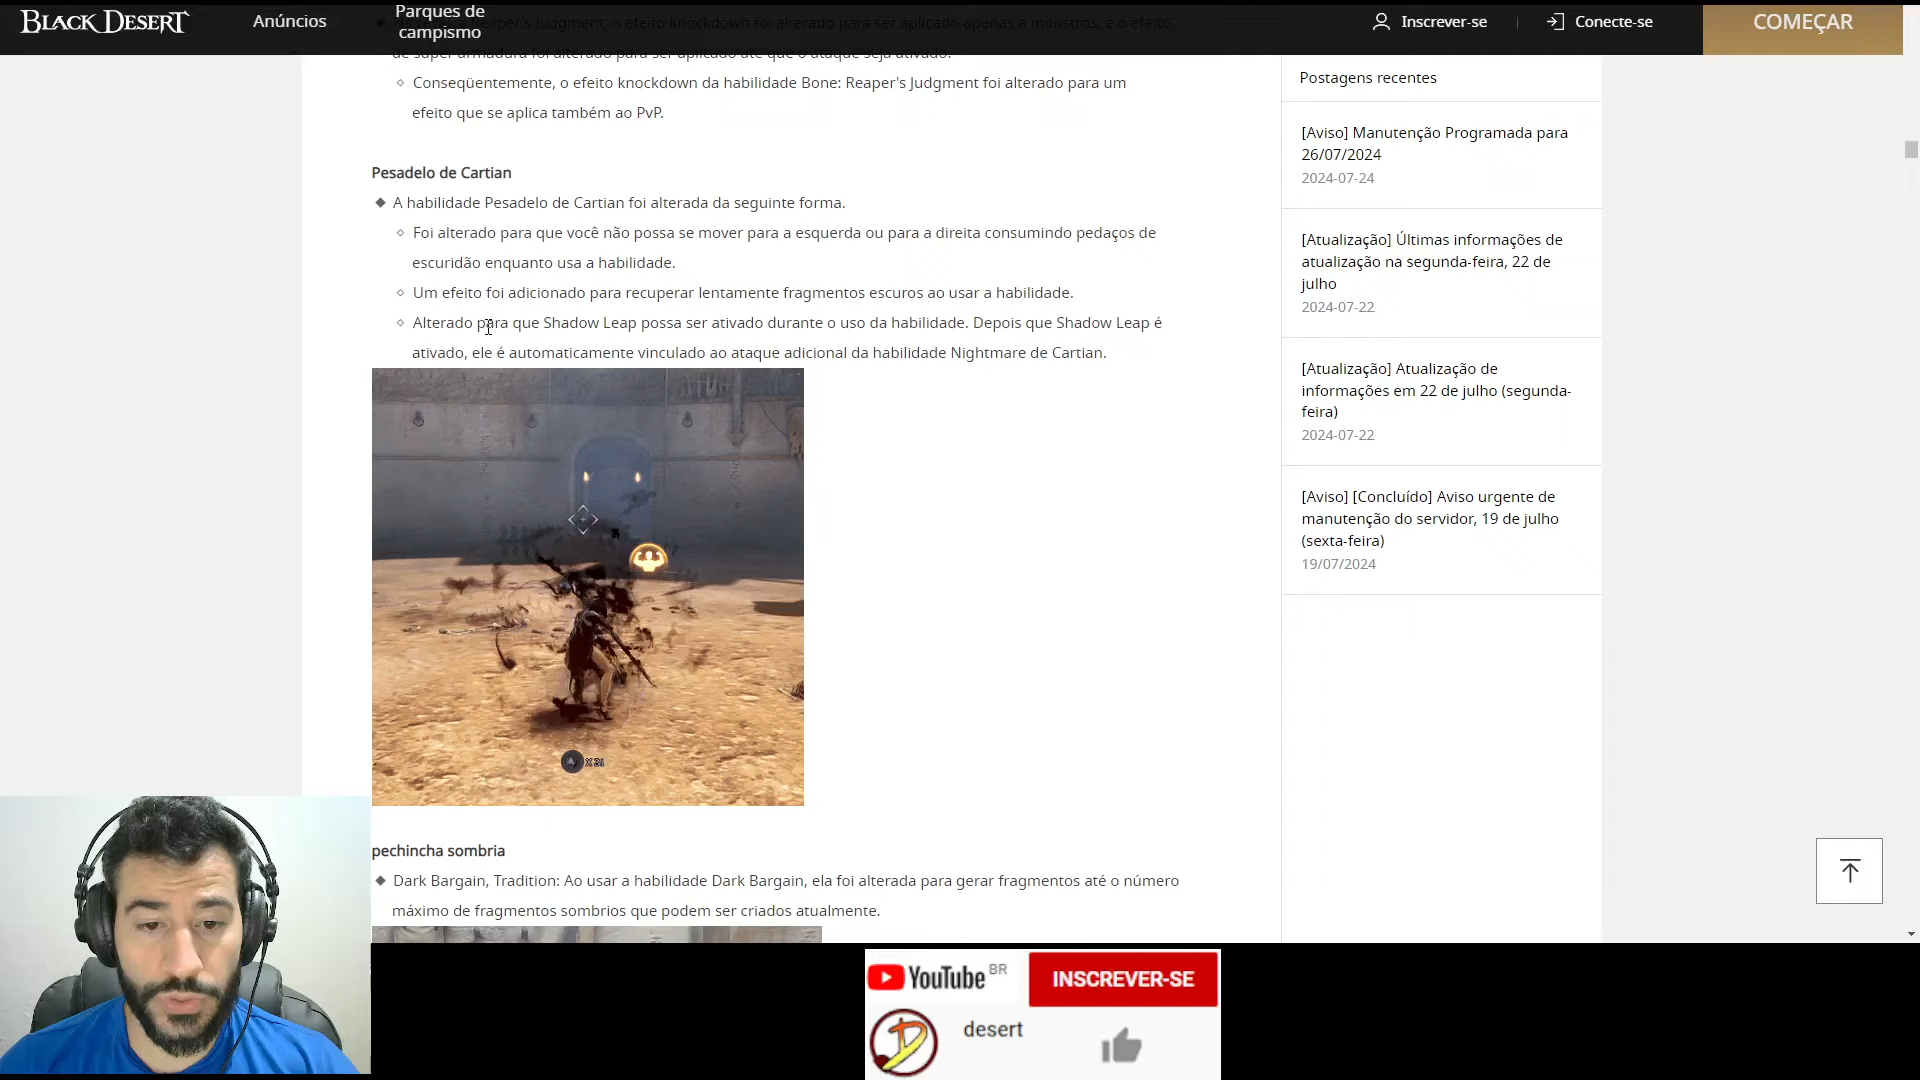 BLACK DESERT
Anúncios
Parques de
campismo
Inscrever-se
Conecte-se
COMEÇAR
Reaper's Judgment, o efeito knockdown foi alterado para ser aplicado apenas a monstros, e o efeito
de super armadura foi alterado para ser aplicado até que o ataque seja ativado.
Conseqüentemente, o efeito knockdown da habilidade Bone: Reaper's Judgment foi alterado para um
efeito que se aplica também ao PvP.
Pesadelo de Cartian
A habilidade Pesadelo de Cartian foi alterada da seguinte forma.
Foi alterado para que você não possa se mover para a esquerda ou para a direita consumindo pedaços de
escuridão enquanto usa a habilidade.
Um efeito foi adicionado para recuperar lentamente fragmentos escuros ao usar a habilidade.
Alterado para que Shadow Leap possa ser ativado durante o uso da habilidade. Depois que Shadow Leap é
ativado, ele é automaticamente vinculado ao ataque adicional da habilidade Nightmare de Cartian.
X31
pechincha sombria
Dark Bargain, Tradition: Ao usar a habilidade Dark Bargain, ela foi alterada para gerar fragmentos até o número
máximo de fragmentos sombrios que podem ser criados atualmente.
Postagens recentes
[Aviso] Manutenção Programada para
26/07/2024
2024-07-24
[Atualização] Últimas informações de
atualização na segunda-feira, 22 de
julho
2024-07-22
[Atualização] Atualização de
informações em 22 de julho (segunda-
feira)
2024-07-22
[Aviso] [Concluído] Aviso urgente de
manutenção do servidor, 19 de julho
(sexta-feira)
19/07/2024
YouTube BR
INSCREVER-SE
D
desert